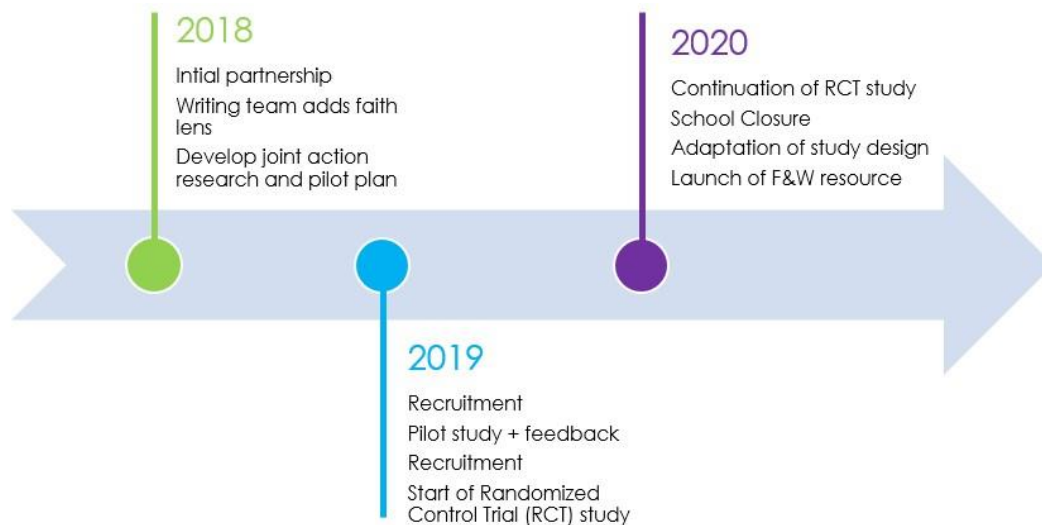 2018
Intial partnership
Writing team adds faith
lens
Develop joint action
research and pilot plan
2019
Recruitment
Pilot study + feedback
Recruitment
Start of Randomized
Control Trial (RCT) study
2020
Continuation of RCT study
School Closure
Adaptation of study design
Launch of F&W resource